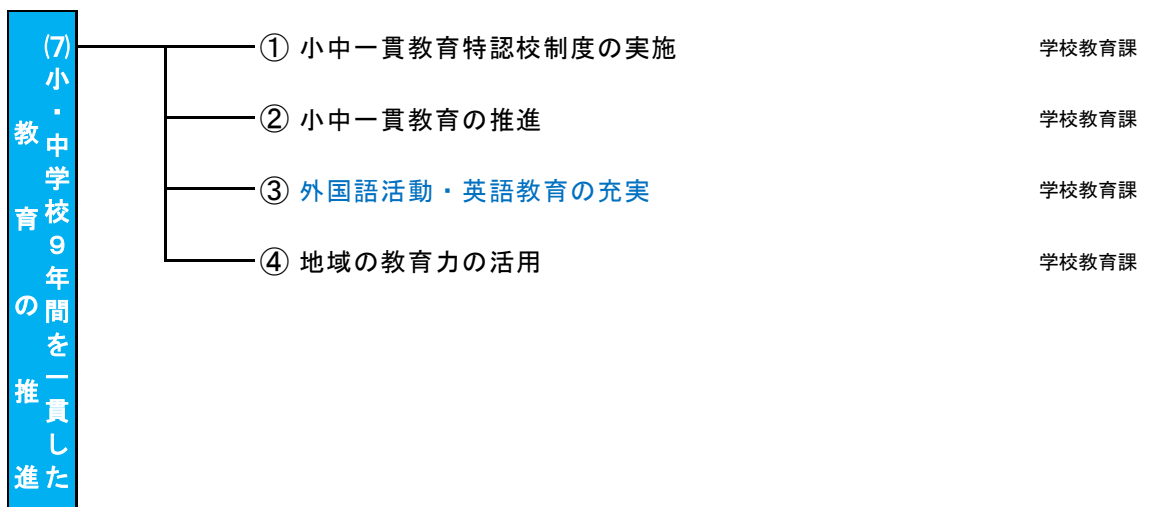 ⑺小・中学校９年間を一貫した
教育の推進
① 小中一貫教育特認校制度の実施 学校教育課
② 小中一貫教育の推進 学校教育課
③ 外国語活動・英語教育の充実 学校教育課
④ 地域の教育力の活用 学校教育課